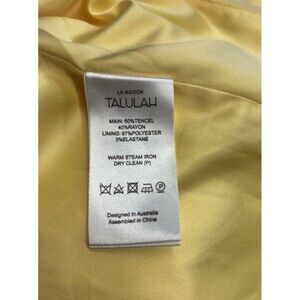 LA MAISON
TALULAH
MAIN: 60%TENCEL
40%RAYON
LINING: 97%POLYESTER
3%ELASTANE
WARM STEAM IRON
DRY CLEAN (P)
Designed in Australia
Assembled in China